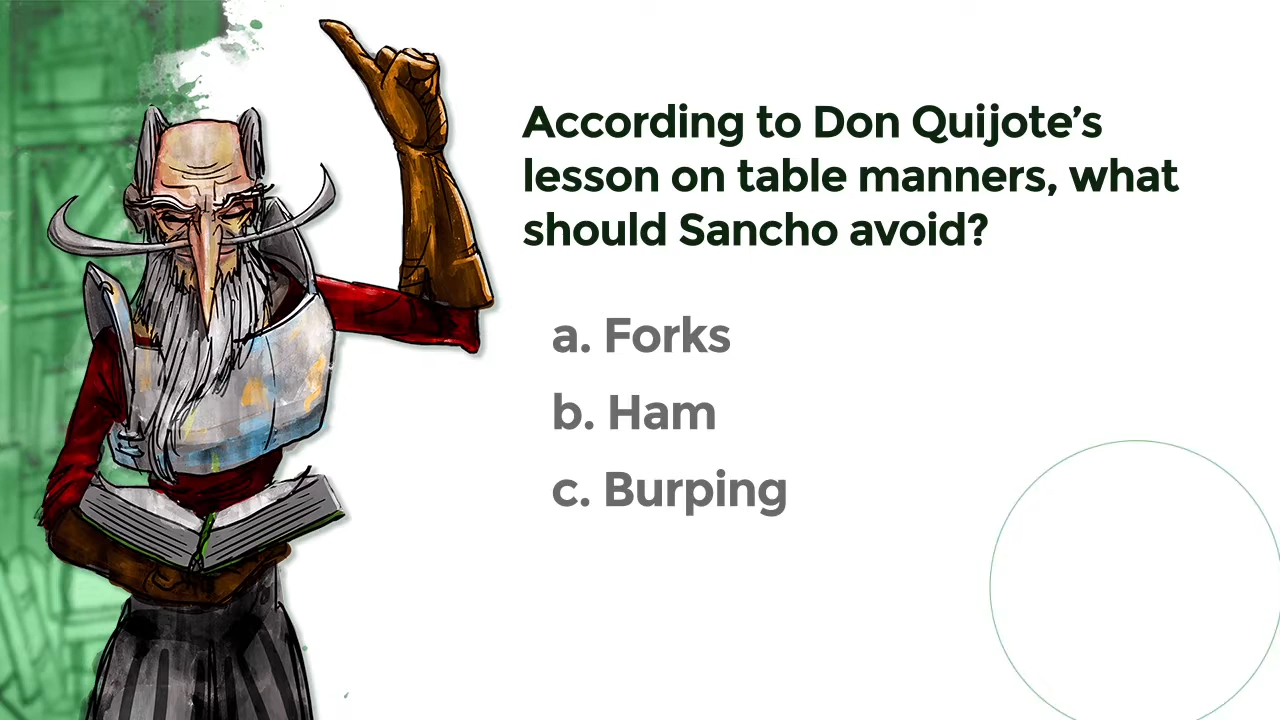 According to Don Quijote’s
lesson on table manners, what
should Sancho avoid?
a. Forks
b. Ham
c. Burping